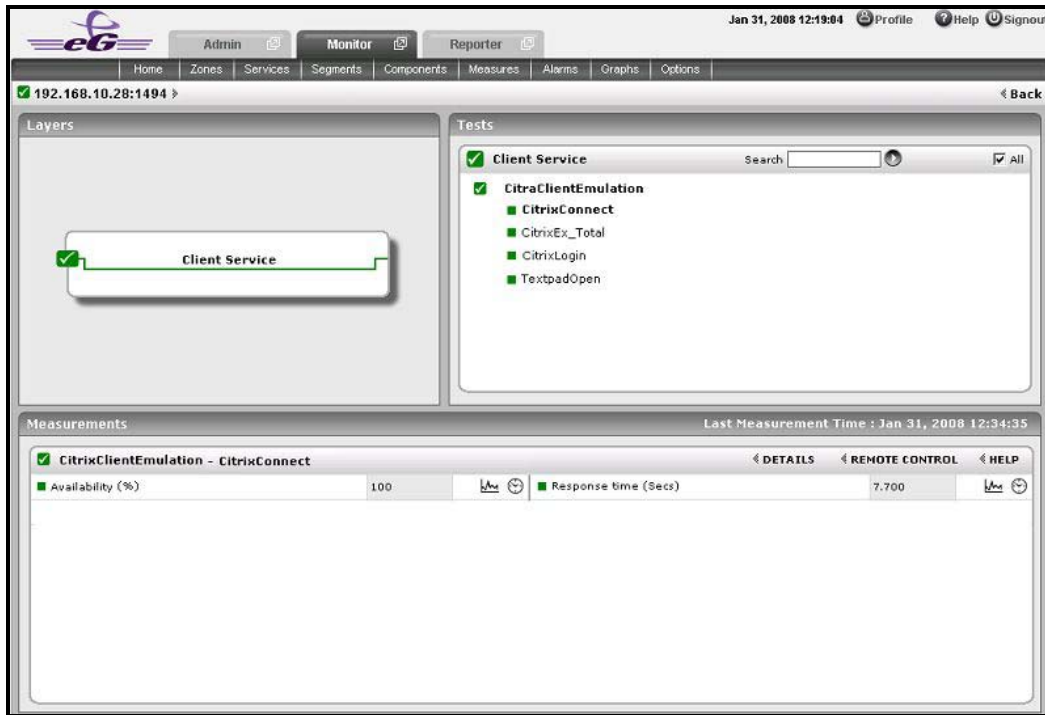 Jan 31, 2008 12:19:04 Profile Help Signout
eG
Admin Monitor Reporter
Home Zones Services Segments Components Measures Alarms Graphs Options
192.168.10.28:1494 Back
Layers
Client Service
Tests
Client Service Search All
CitraClientEmulation
CitrixConnect
CitrixEx_Total
CitrixLogin
TextpadOpen
Measurements Last Measurement Time : Jan 31, 2008 12:34:35
CitrixClientEmulation - CitrixConnect DETAILS REMOTE CONTROL HELP
Availability (%) 100 Response time (Secs) 7.700